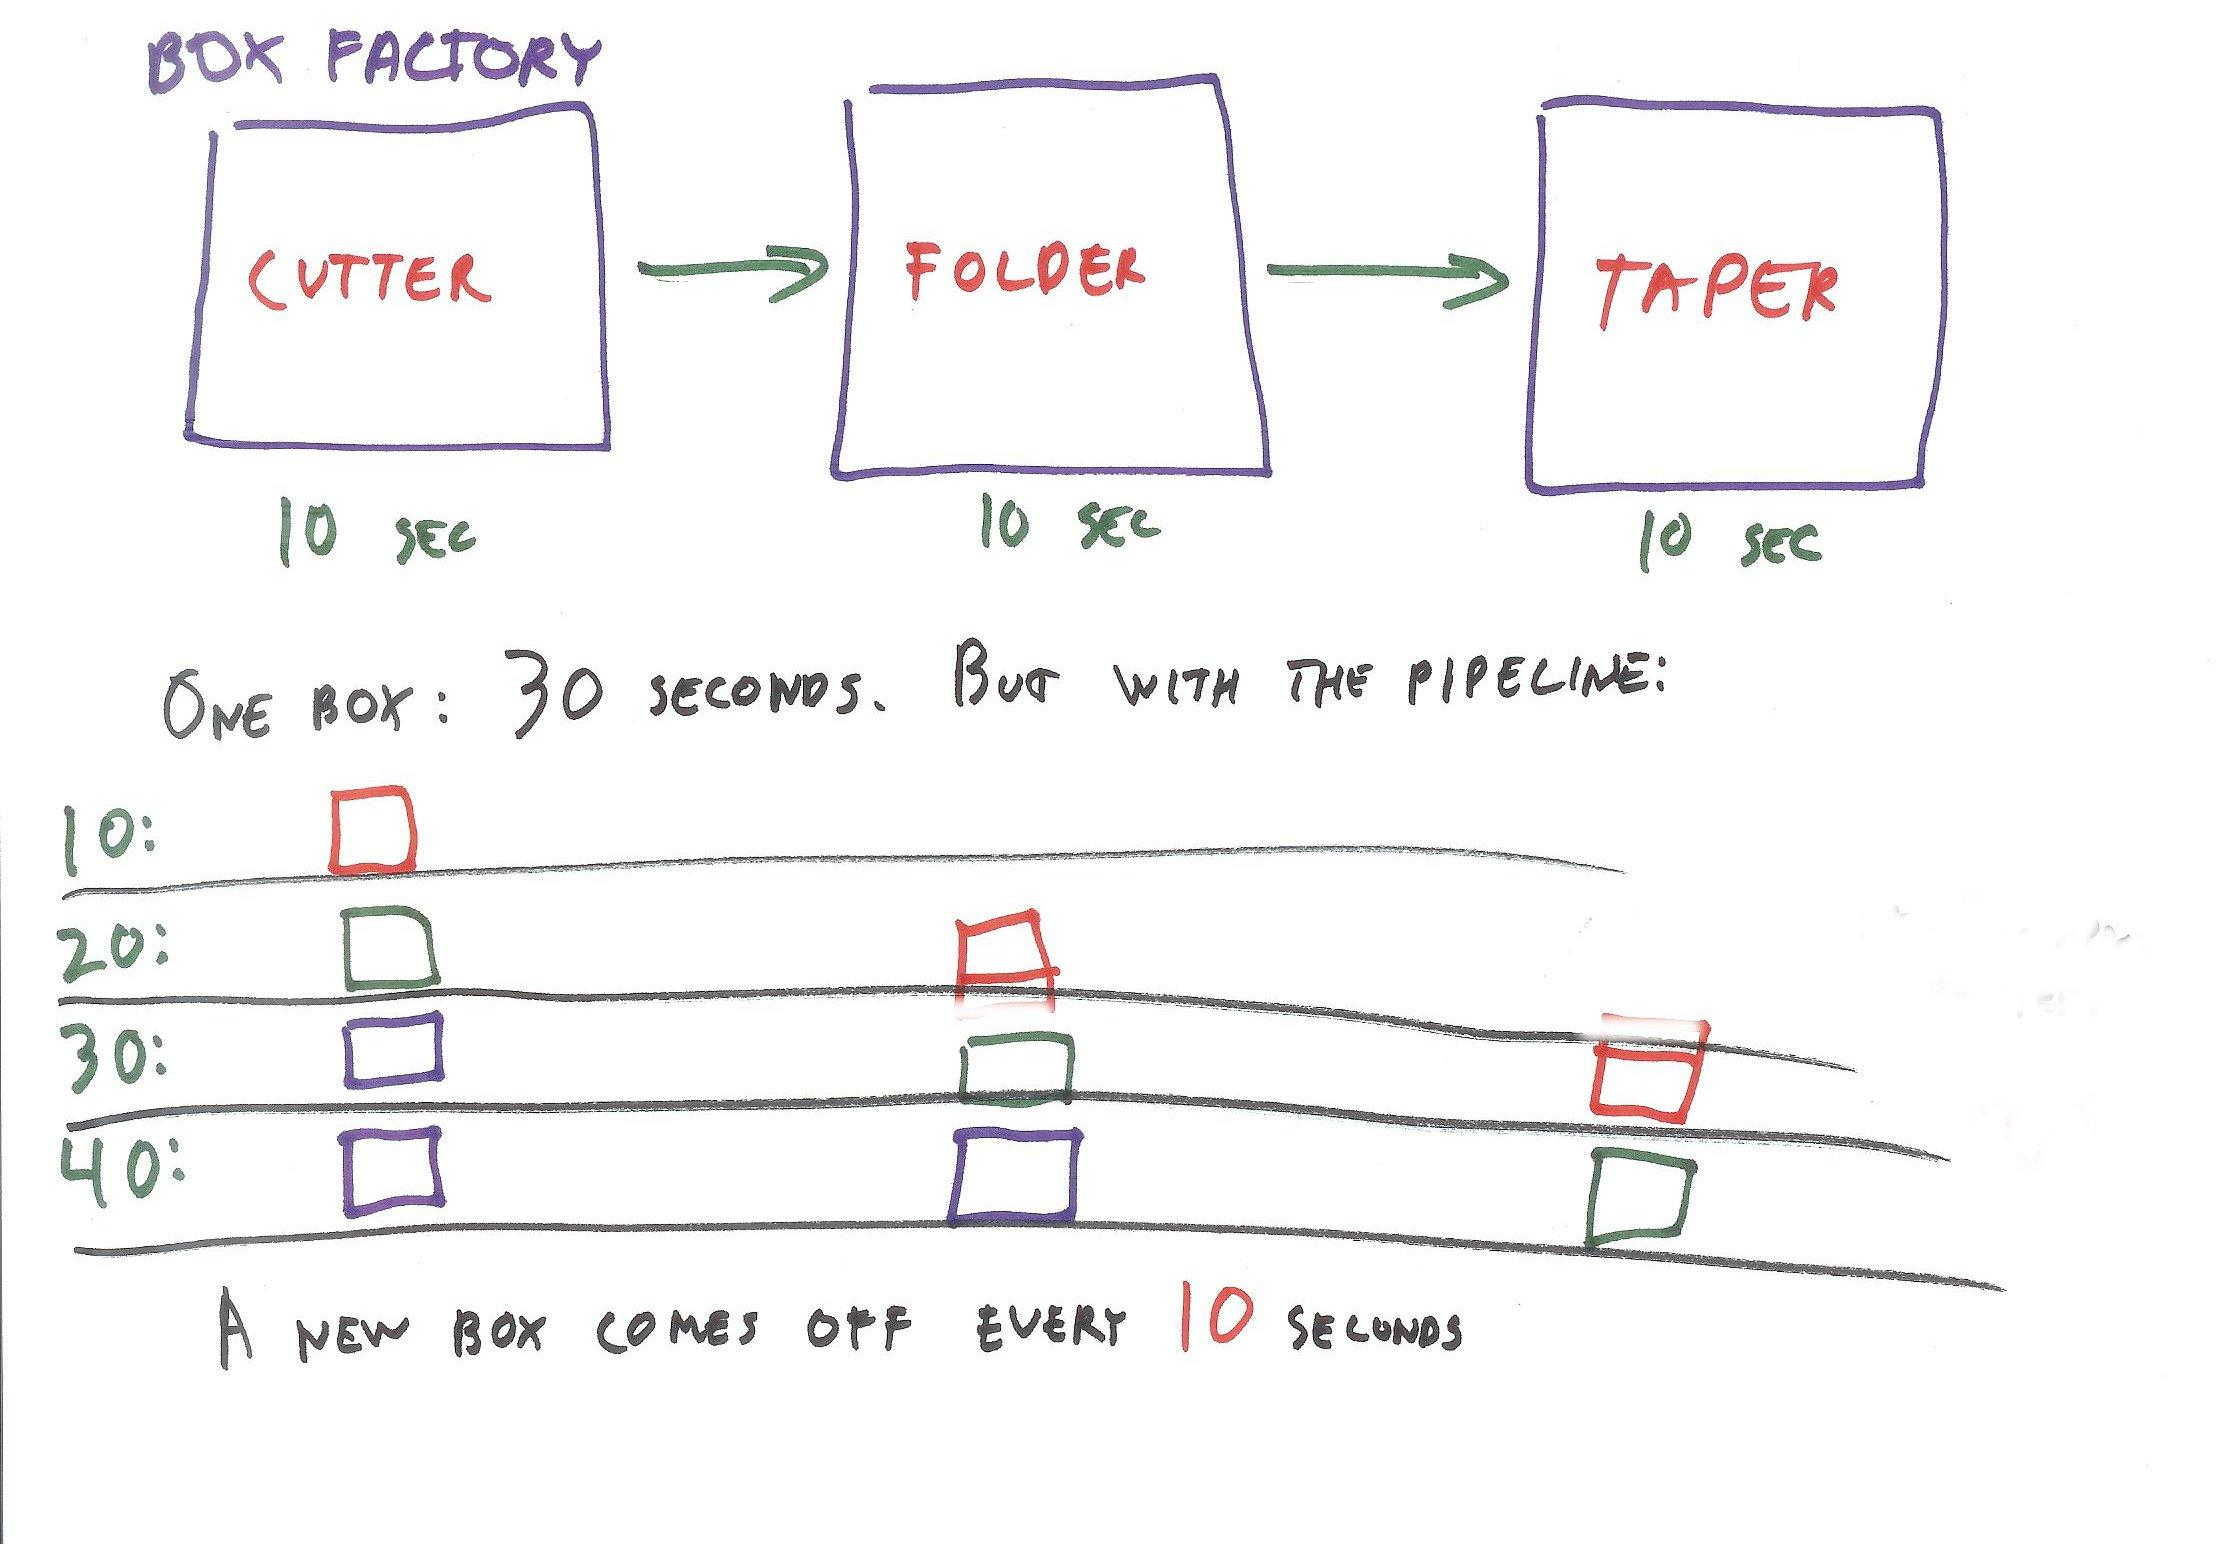 BOX FACTORY
CUTTER
FOLDER
TAPER
10 SEC
10 SEC
10 SEC
ONE BOX: 30 SECONDS. BUT WITH THE PIPELINE:
10:
20:
30:
40:
A NEW BOX COMES OFF EVERY 10 SECONDS